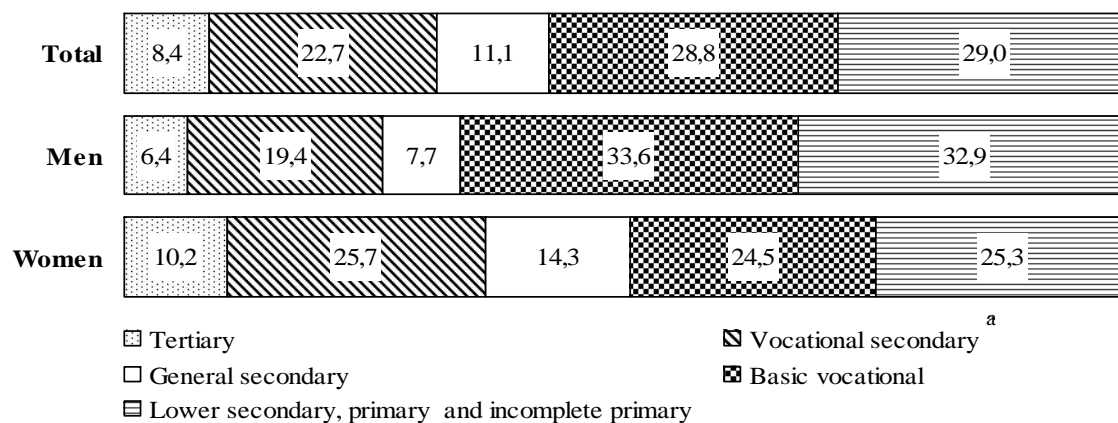 Total 8,4 22,7 11,1 28,8 29,0
Men 6,4 19,4 7,7 33,6 32,9
Women 10,2 25,7 14,3 24,5 25,3
Tertiary Vocational secondary a
General secondary Basic vocational
Lower secondary, primary and incomplete primary